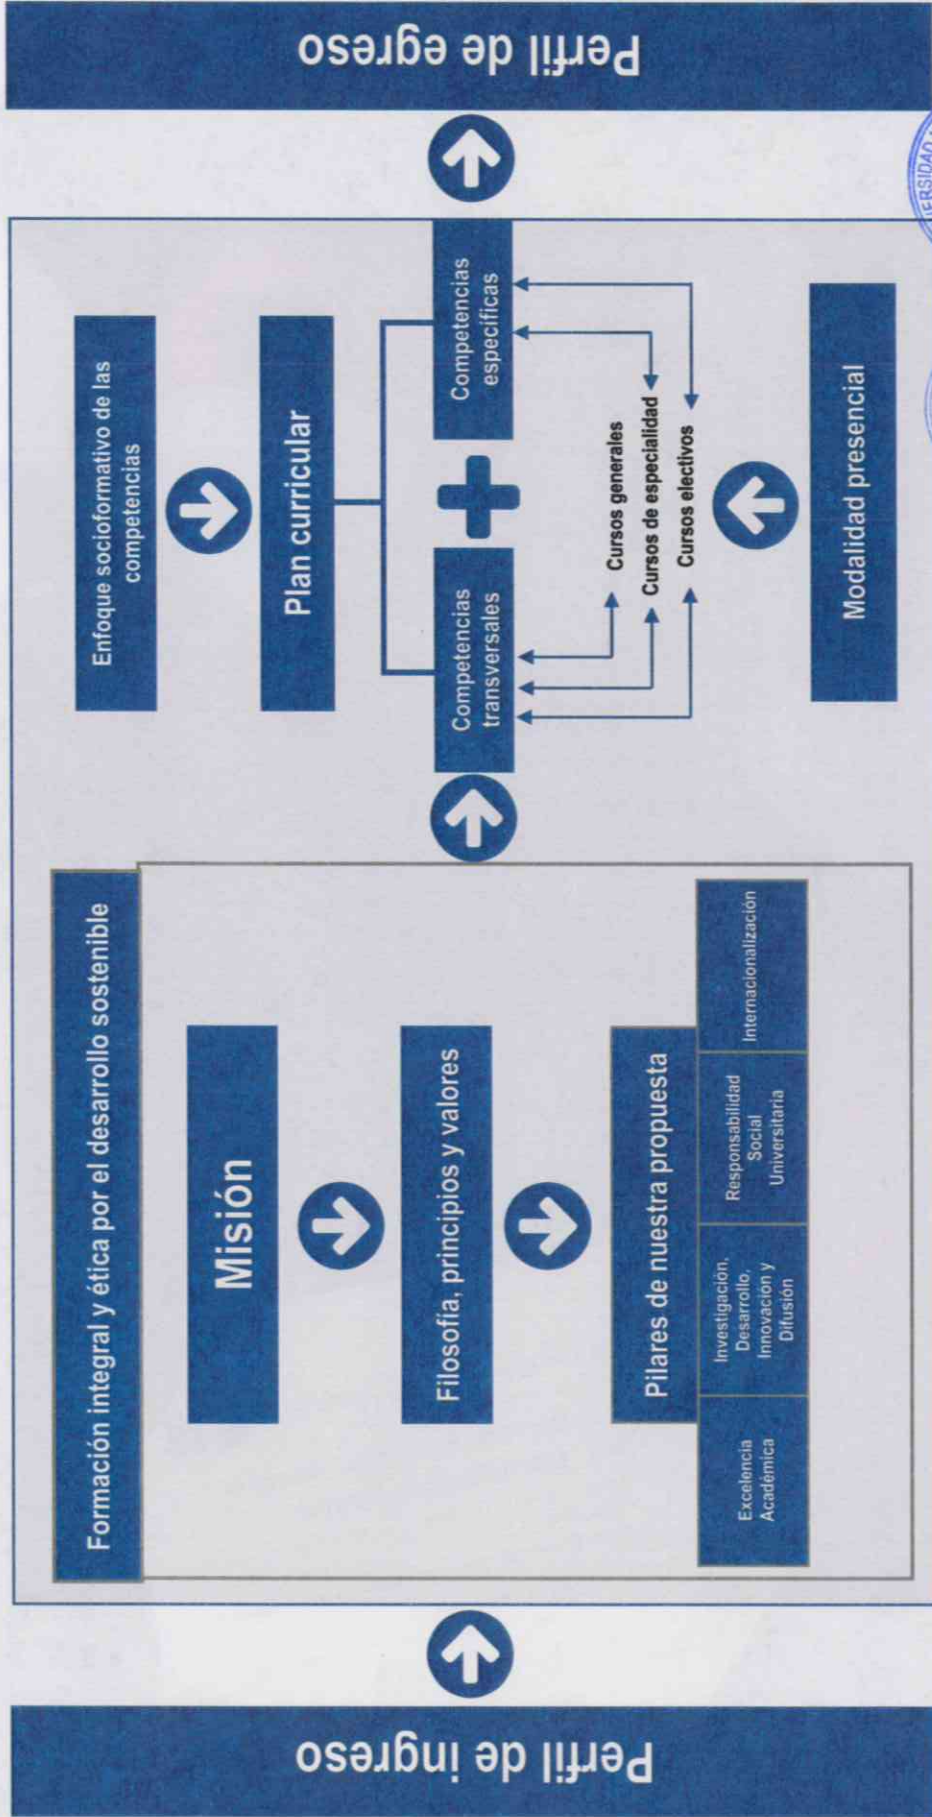 Perfil de ingreso
Formación integral y ética por el desarrollo sostenible
Misión
Filosofía, principios y valores
Pilares de nuestra propuesta
Excelencia
Académica
Investigación,
Desarrollo,
Innovación y
Difusión
Responsabilidad
Social
Universitaria
Internacionalización
Enfoque socioformativo de las
competencias
Plan curricular
Competencias
transversales
Competencias
específicas
Cursos generales
Cursos de especialidad
Cursos electivos
Modalidad presencial
Perfil de egreso